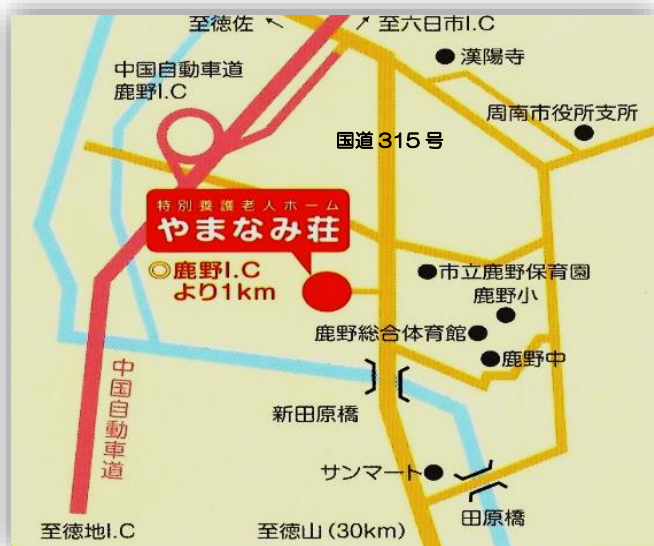 至徳佐
至六日市I.C
漢陽寺
中国自動車道
鹿野I.C
周南市役所支所
国道315号
特別養護老人ホーム
やまなみ荘
◎鹿野I.C
より1km
市立鹿野保育園
鹿野小
鹿野総合体育館
鹿野中
中国自動車道
新田原橋
サンマート
田原橋
至徳地I.C
至徳山(30km)